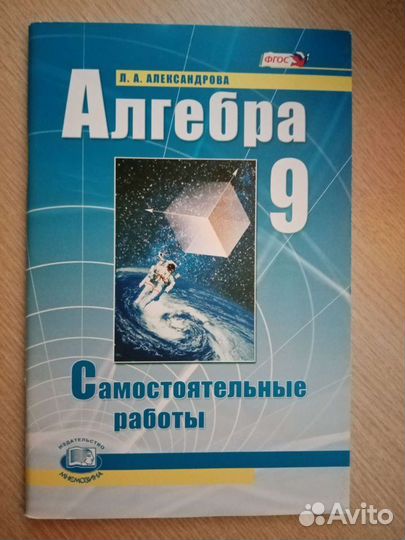 ФГОС
Л. А. АЛЕКСАНДРОВА
Алгебра
9
Самостоятельные
работы
ИЗДАТЕЛЬСТВО
МНЕМОЗИНА
Avito